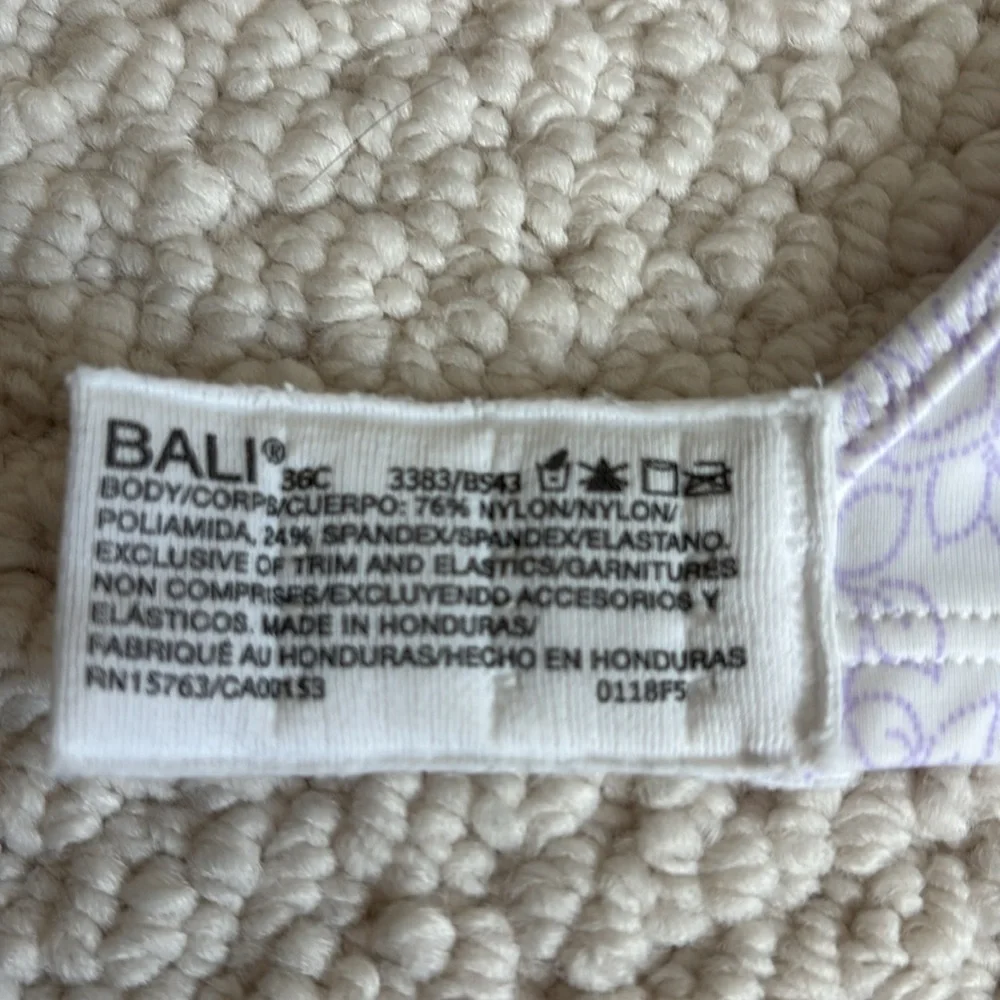 BALI®
36C 3383/BS43
BODY/CORPS/CUERPO: 76% NYLON/NYLON/
POLIAMIDA, 24% SPANDEX/SPANDEX/ELASTANO.
EXCLUSIVE OF TRIM AND ELASTICS/GARNITURES
NON COMPRISES/EXCLUYENDO ACCESORIOS Y
ELÁSTICOS. MADE IN HONDURAS/
FABRIQUÉ AU HONDURAS/HECHO EN HONDURAS
RN15763/CA00153 0118F5